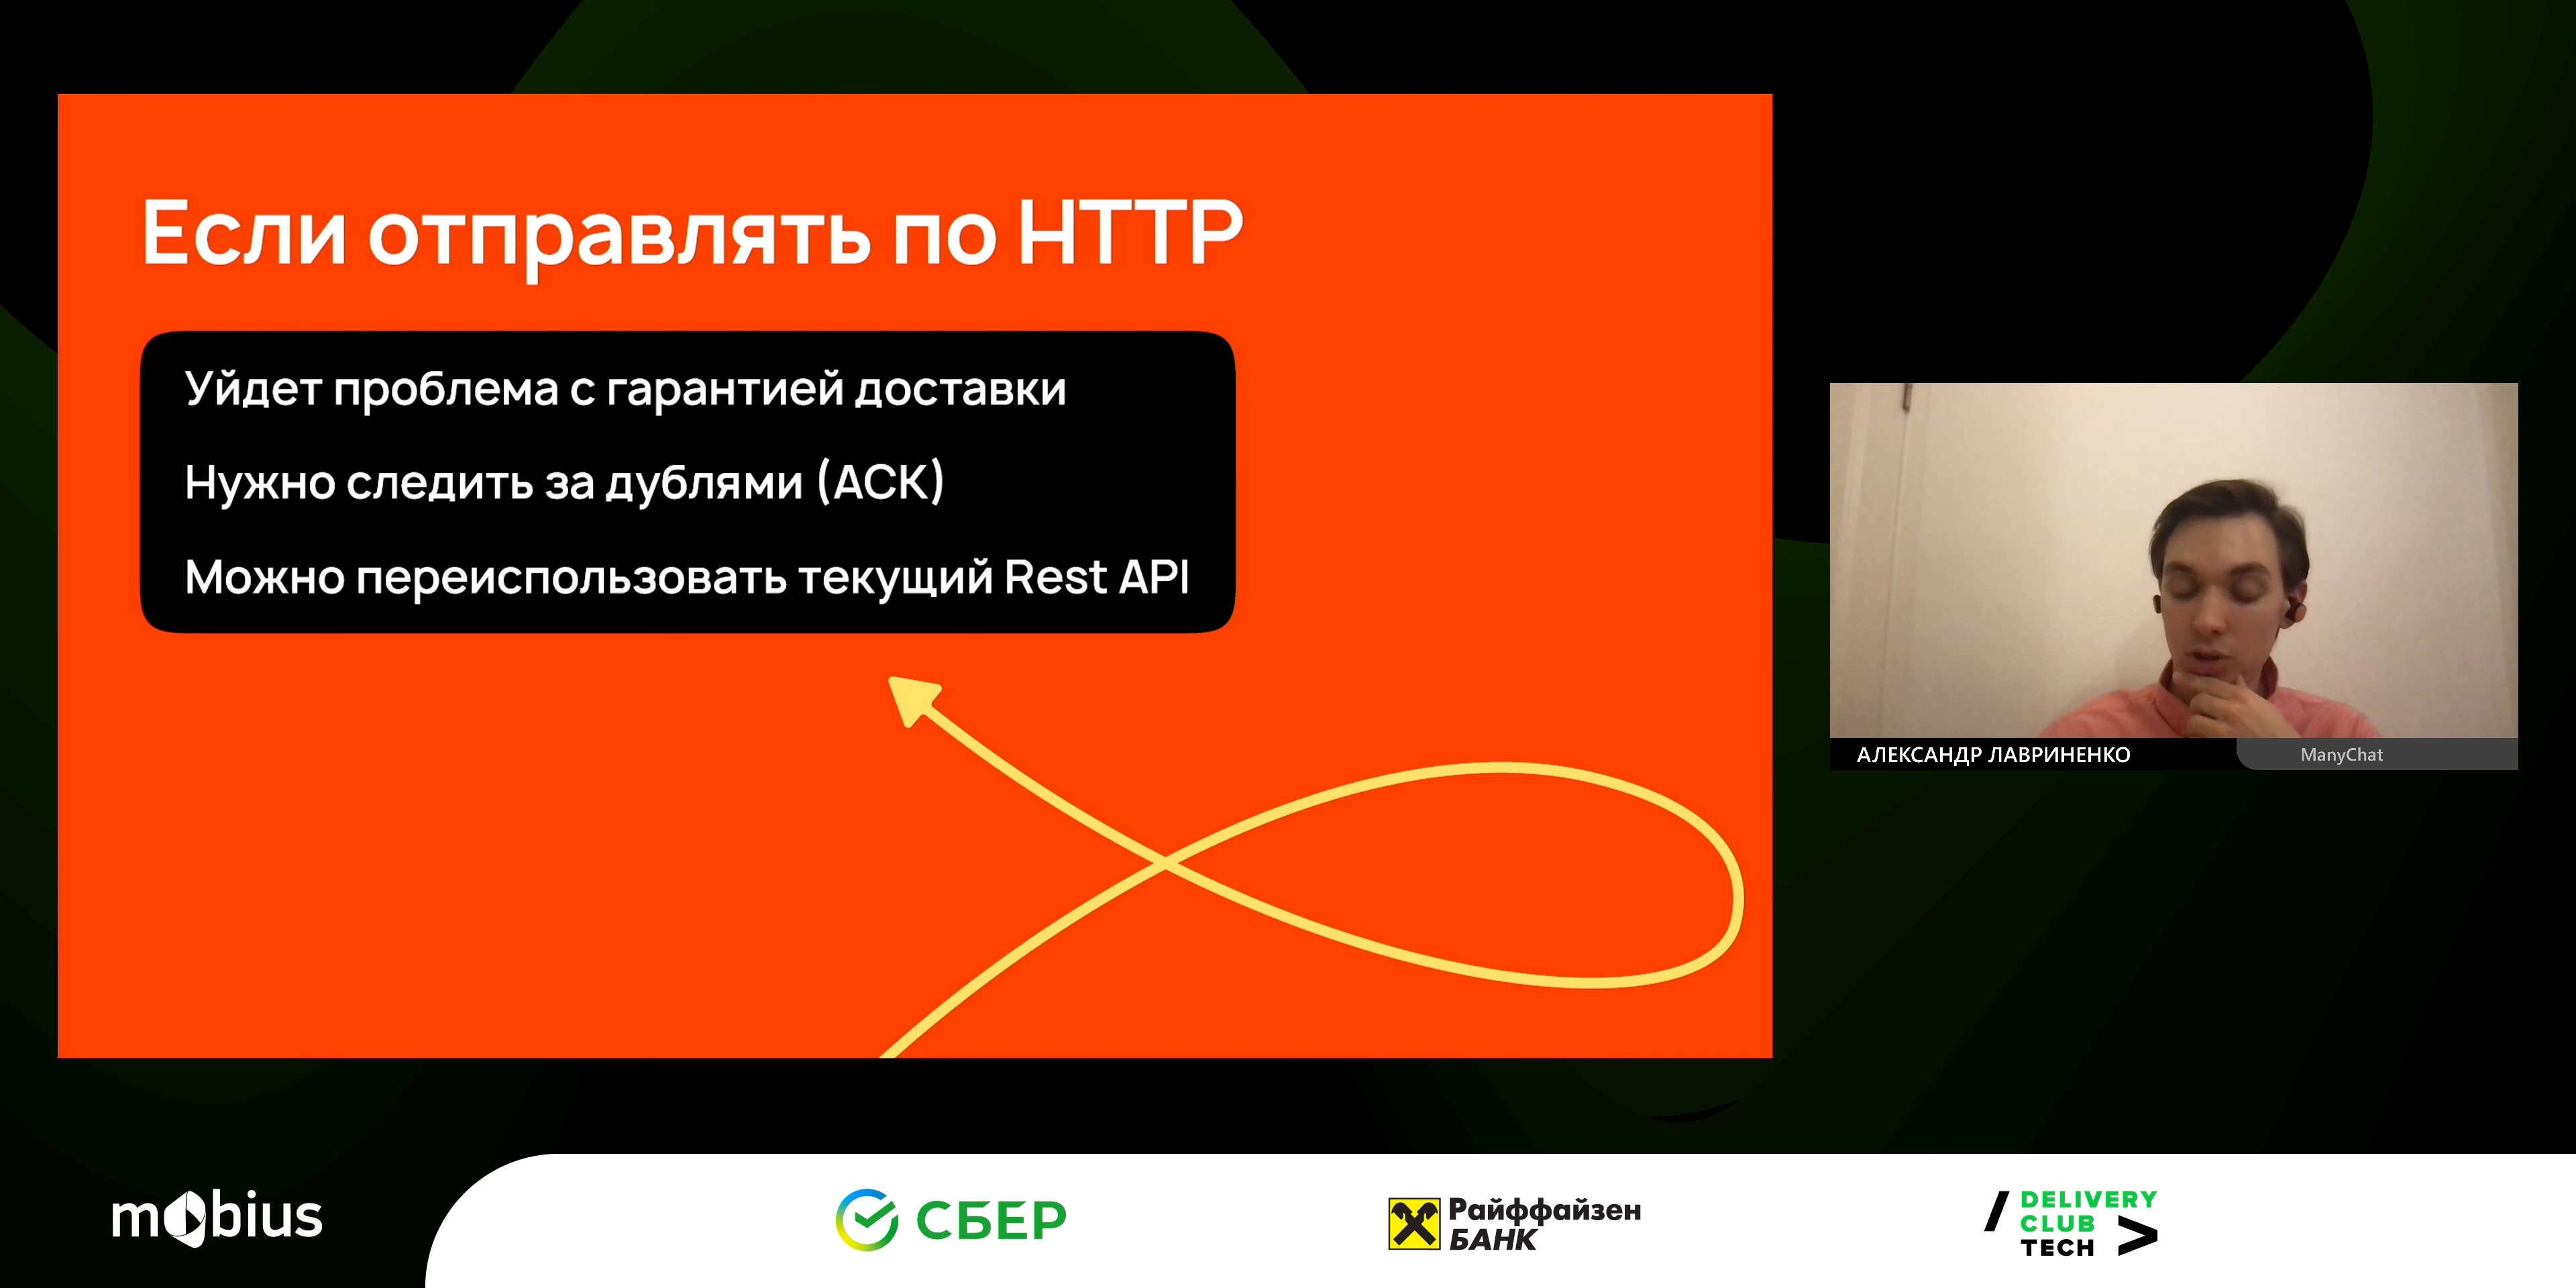 Если отправлять по HTTP
Уйдет проблема с гарантией доставки
Нужно следить за дублями (ACK)
Можно переиспользовать текущий Rest API
АЛЕКСАНДР ЛАВРИНЕНКО
ManyChat
mobius
СБЕР
Райффайзен
БАНК
DELIVERY
CLUB
TECH